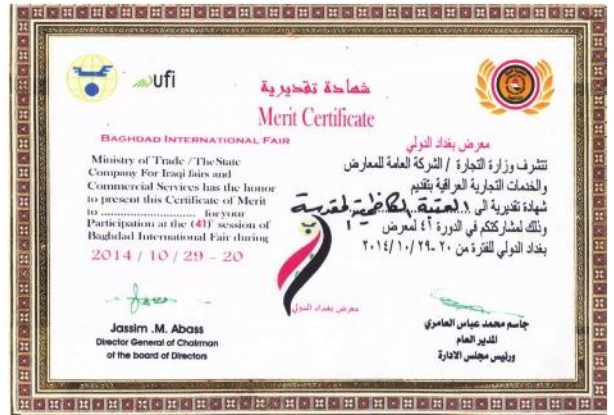 ufi
شهادة تقديرية
Merit Certificate
BAGHDAD INTERNATIONAL FAIR
Ministry of Trade / The State
Company For Iraqi fairs and
Commercial Services has the honor
to present this Certificate of Merit
to ........................ for your
Participation at the (41) session of
Baghdad International Fair during
2014 / 10 / 29 - 20
معرض بغداد الدولي
تتشرف وزارة التجارة / الشركة العامة للمعارض
والخدمات التجارية العراقية بتقديم
شهادة تقديرية الى العتبة الكاظمية المقدسة
وذلك لمشاركتكم في الدورة ٤١ لمعرض
بغداد الدولي للفترة من ٢٠-٢٩/١٠/٢٠١٤
معرض بغداد الدولي
Jassim .M. Abass
Director General of Chairman
of the board of Directors
جاسم محمد عباس العامري
المدير العام
ورئيس مجلس الادارة